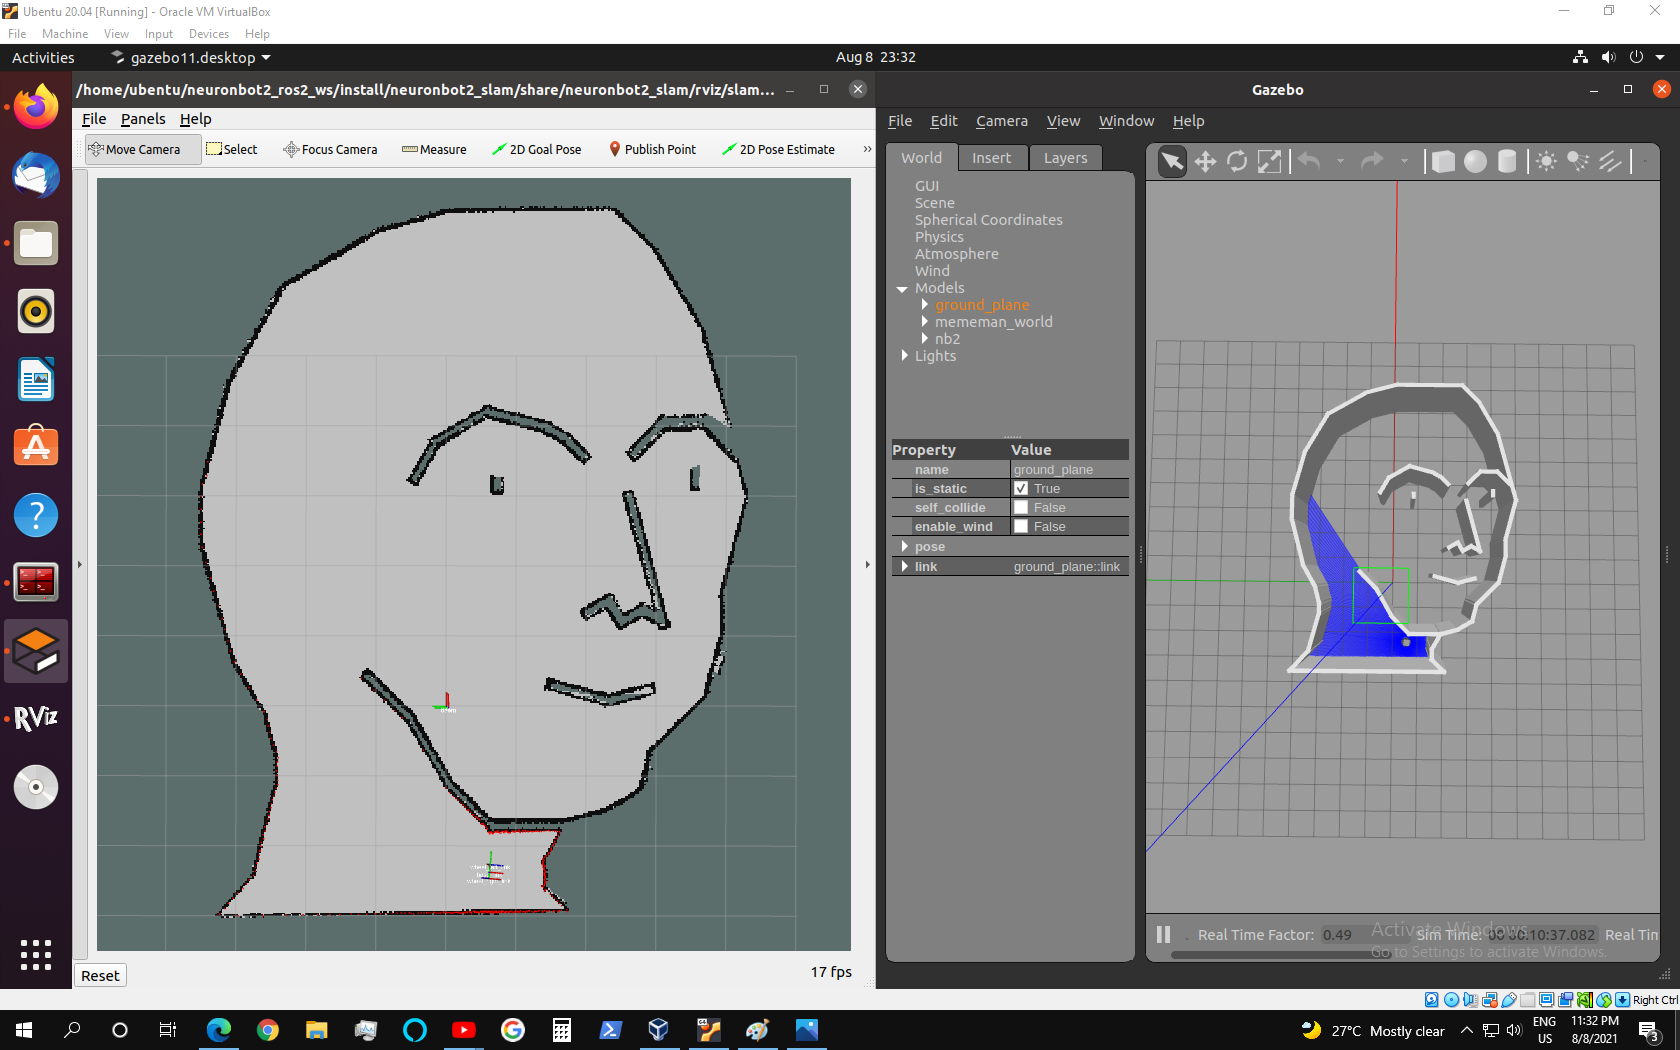 Ubuntu 20.04 [Running] - Oracle VM VirtualBox
File Machine View Input Devices Help
Activities gazebo11.desktop Aug 8 23:32
/home/ubuntu/neuronbot2_ros2_ws/install/neuronbot2_slam/share/neuronbot2_slam/rviz/slam...
File Panels Help
Move Camera Select Focus Camera Measure 2D Goal Pose Publish Point 2D Pose Estimate »
Reset 17 fps
RViz
Gazebo
File Edit Camera View Window Help
World Insert Layers
GUI
Scene
Spherical Coordinates
Physics
Atmosphere
Wind
Models
ground_plane
mememan_world
nb2
Lights
Property Value
name ground_plane
is_static True
self_collide False
enable_wind False
pose
link ground_plane::link
Real Time Factor: 0.49 Sim Time: 00 00:10:37.082 Real Tin
Activate Windows
Go to Settings to activate Windows.
Right Ctrl
27°C Mostly clear
ENG
US
11:32 PM
8/8/2021
3